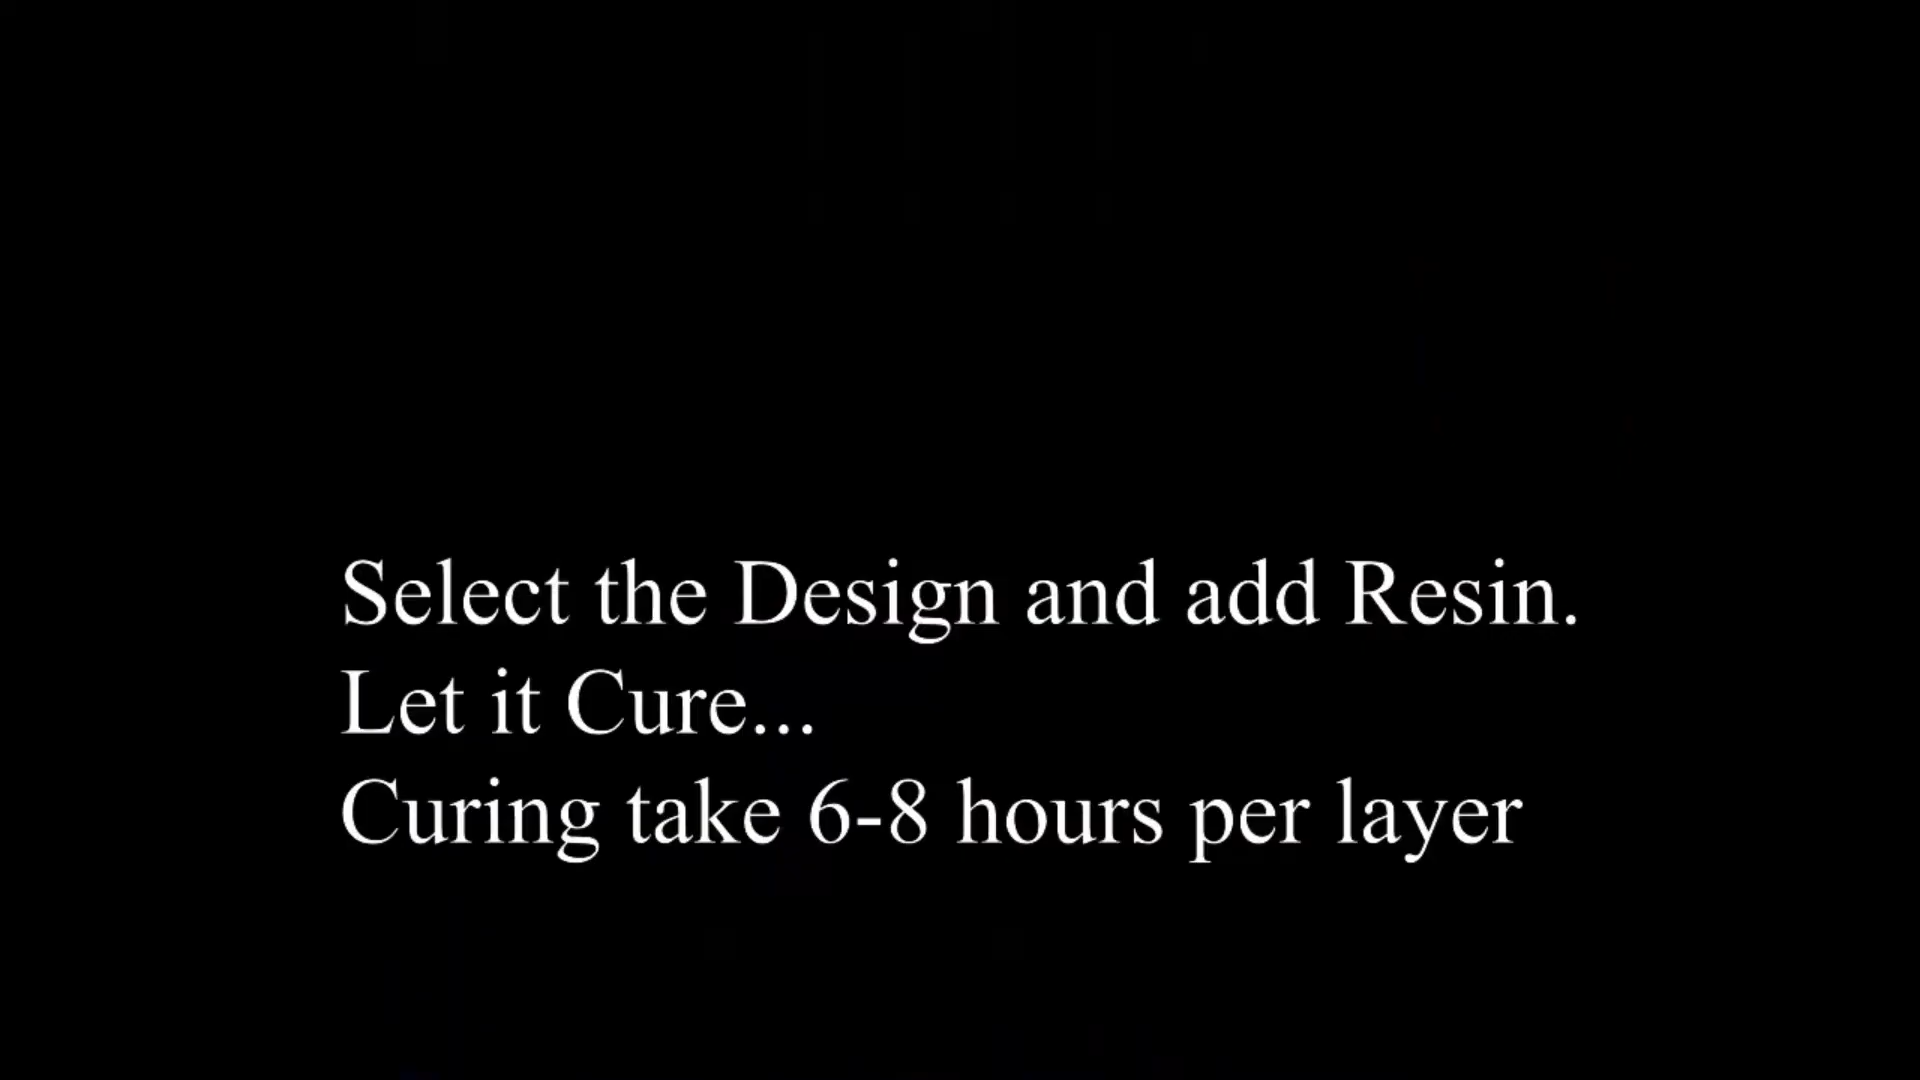 Select the Design and add Resin.
Let it Cure...
Curing take 6-8 hours per layer